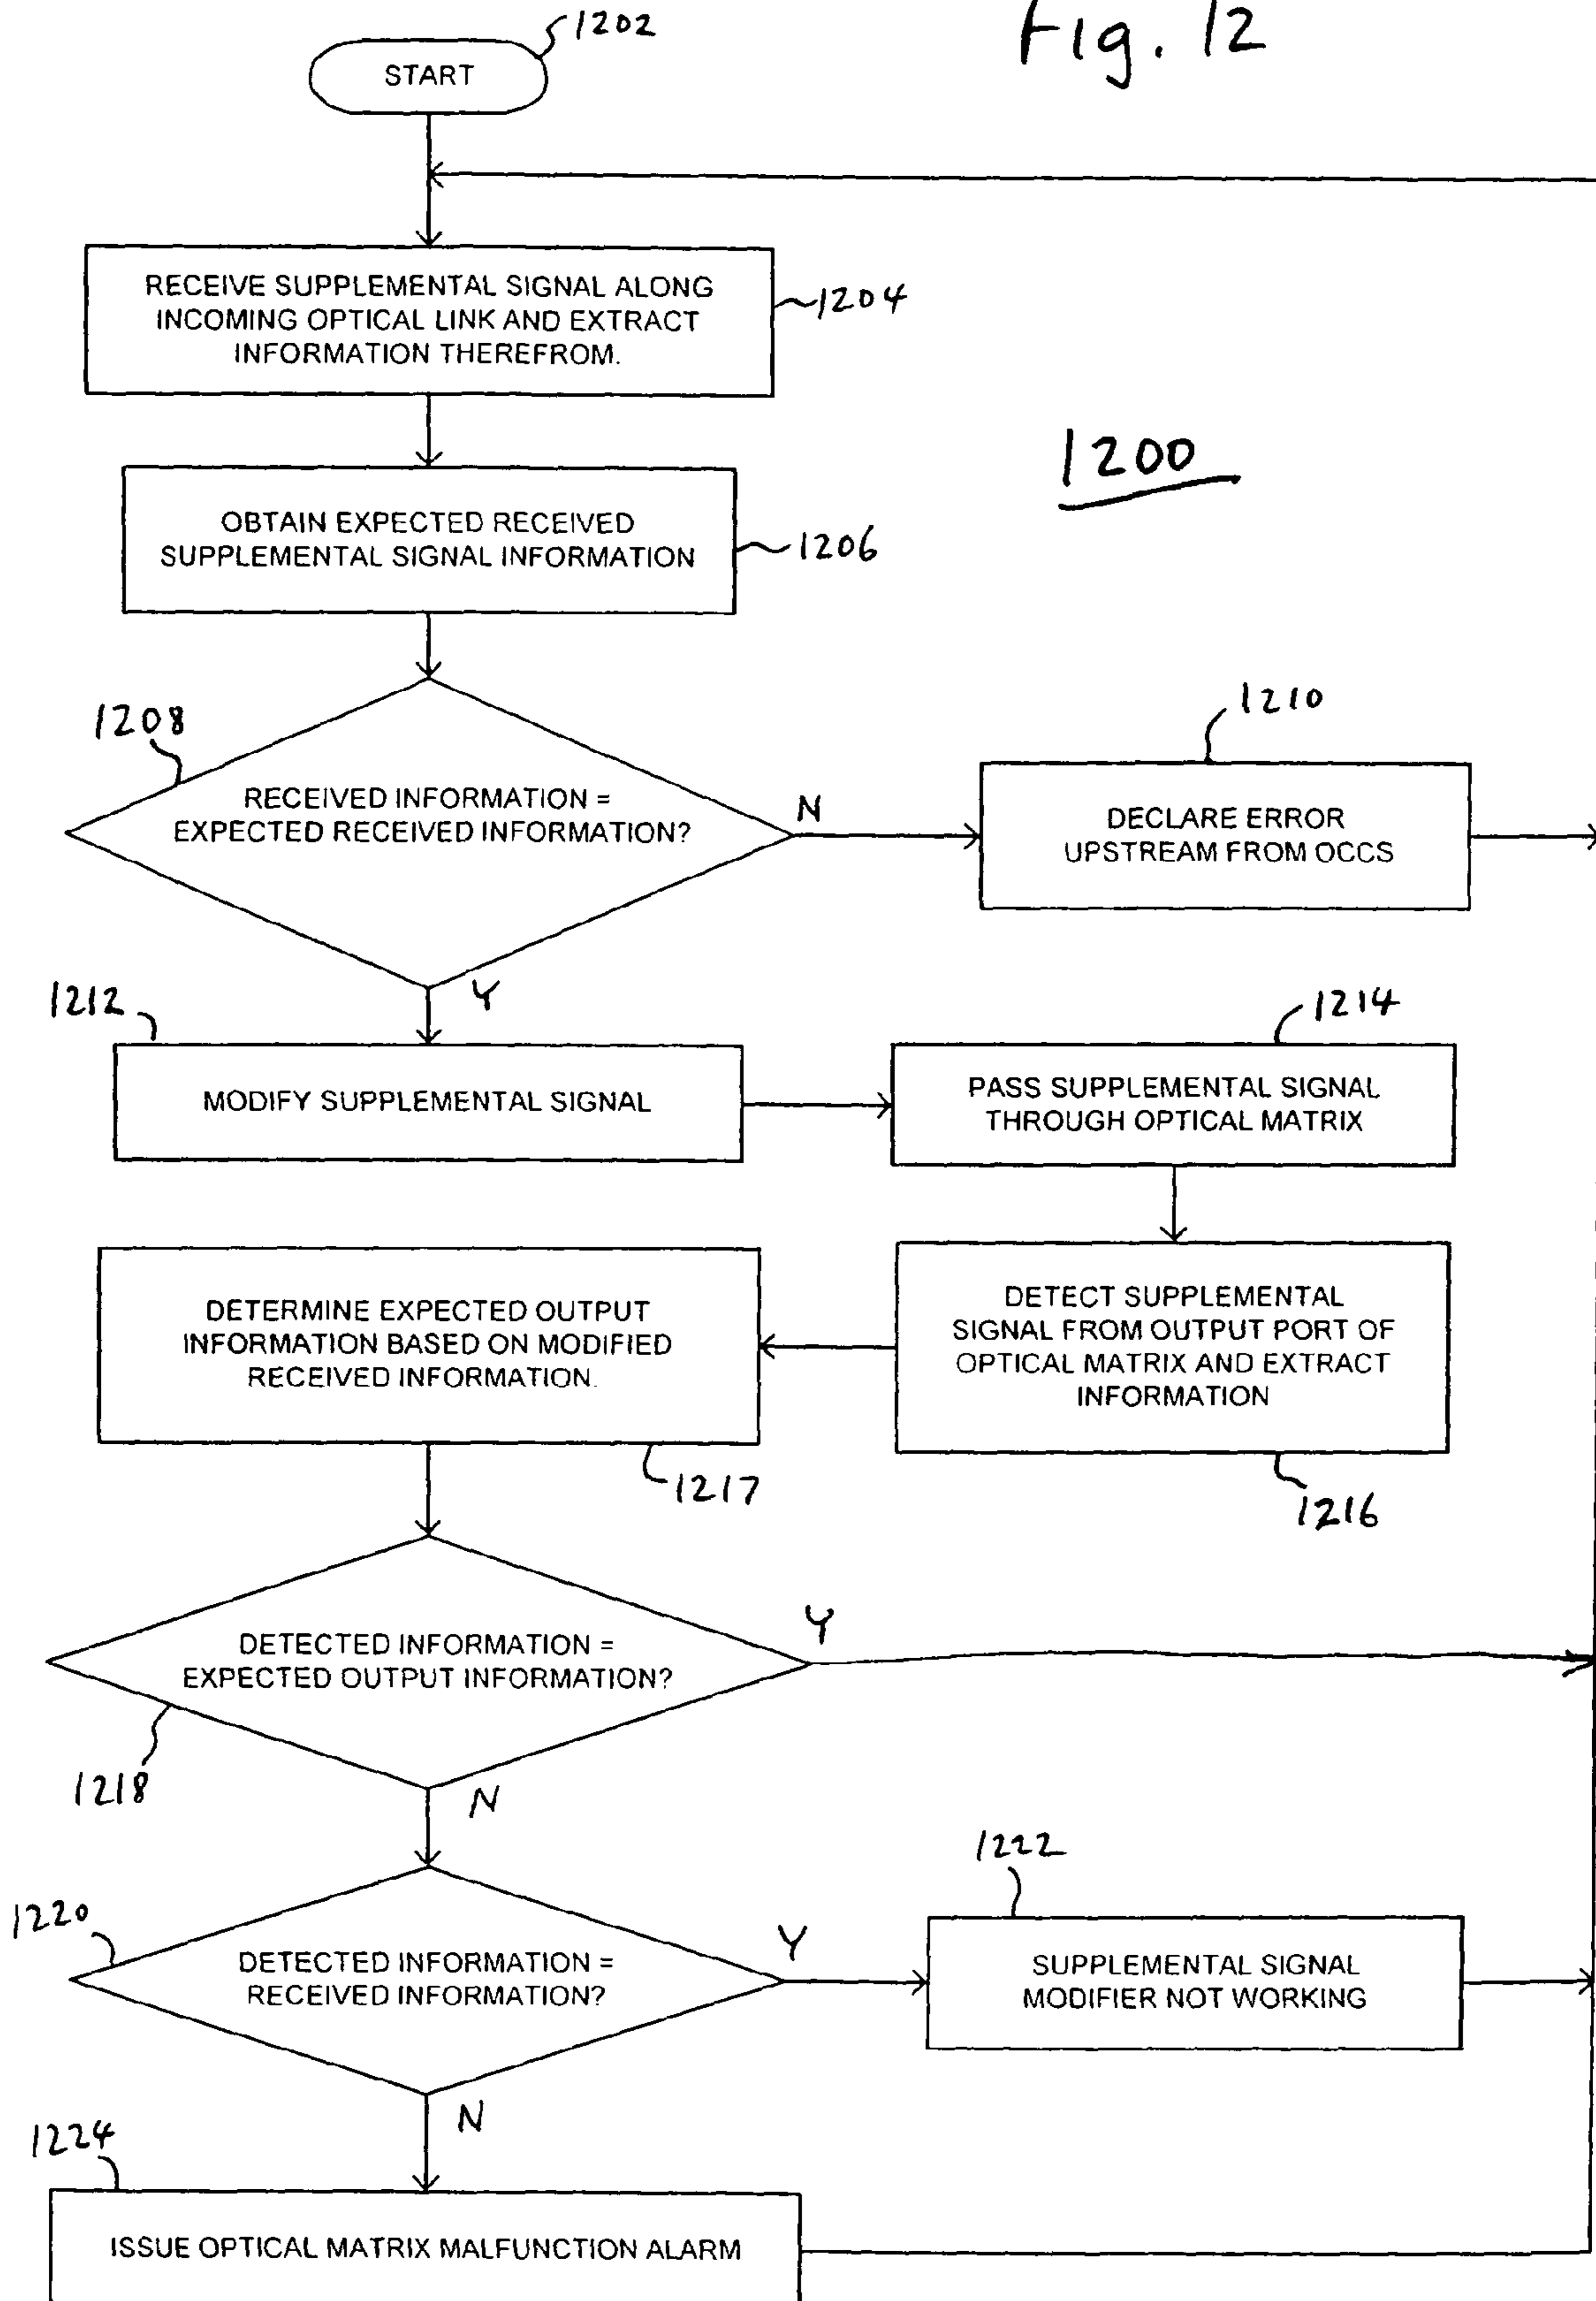 Fig. 12
1202
START
RECEIVE SUPPLEMENTAL SIGNAL ALONG
INCOMING OPTICAL LINK AND EXTRACT
INFORMATION THEREFROM.
1204
1200
OBTAIN EXPECTED RECEIVED
SUPPLEMENTAL SIGNAL INFORMATION
1206
1208
RECEIVED INFORMATION =
EXPECTED RECEIVED INFORMATION?
N
1210
DECLARE ERROR
UPSTREAM FROM OCCS
Y
1212
MODIFY SUPPLEMENTAL SIGNAL
1214
PASS SUPPLEMENTAL SIGNAL
THROUGH OPTICAL MATRIX
DETECT SUPPLEMENTAL
SIGNAL FROM OUTPUT PORT OF
OPTICAL MATRIX AND EXTRACT
INFORMATION
1216
DETERMINE EXPECTED OUTPUT
INFORMATION BASED ON MODIFIED
RECEIVED INFORMATION.
1217
DETECTED INFORMATION =
EXPECTED OUTPUT INFORMATION?
Y
1218
N
1220
DETECTED INFORMATION =
RECEIVED INFORMATION?
Y
1222
SUPPLEMENTAL SIGNAL
MODIFIER NOT WORKING
N
1224
ISSUE OPTICAL MATRIX MALFUNCTION ALARM